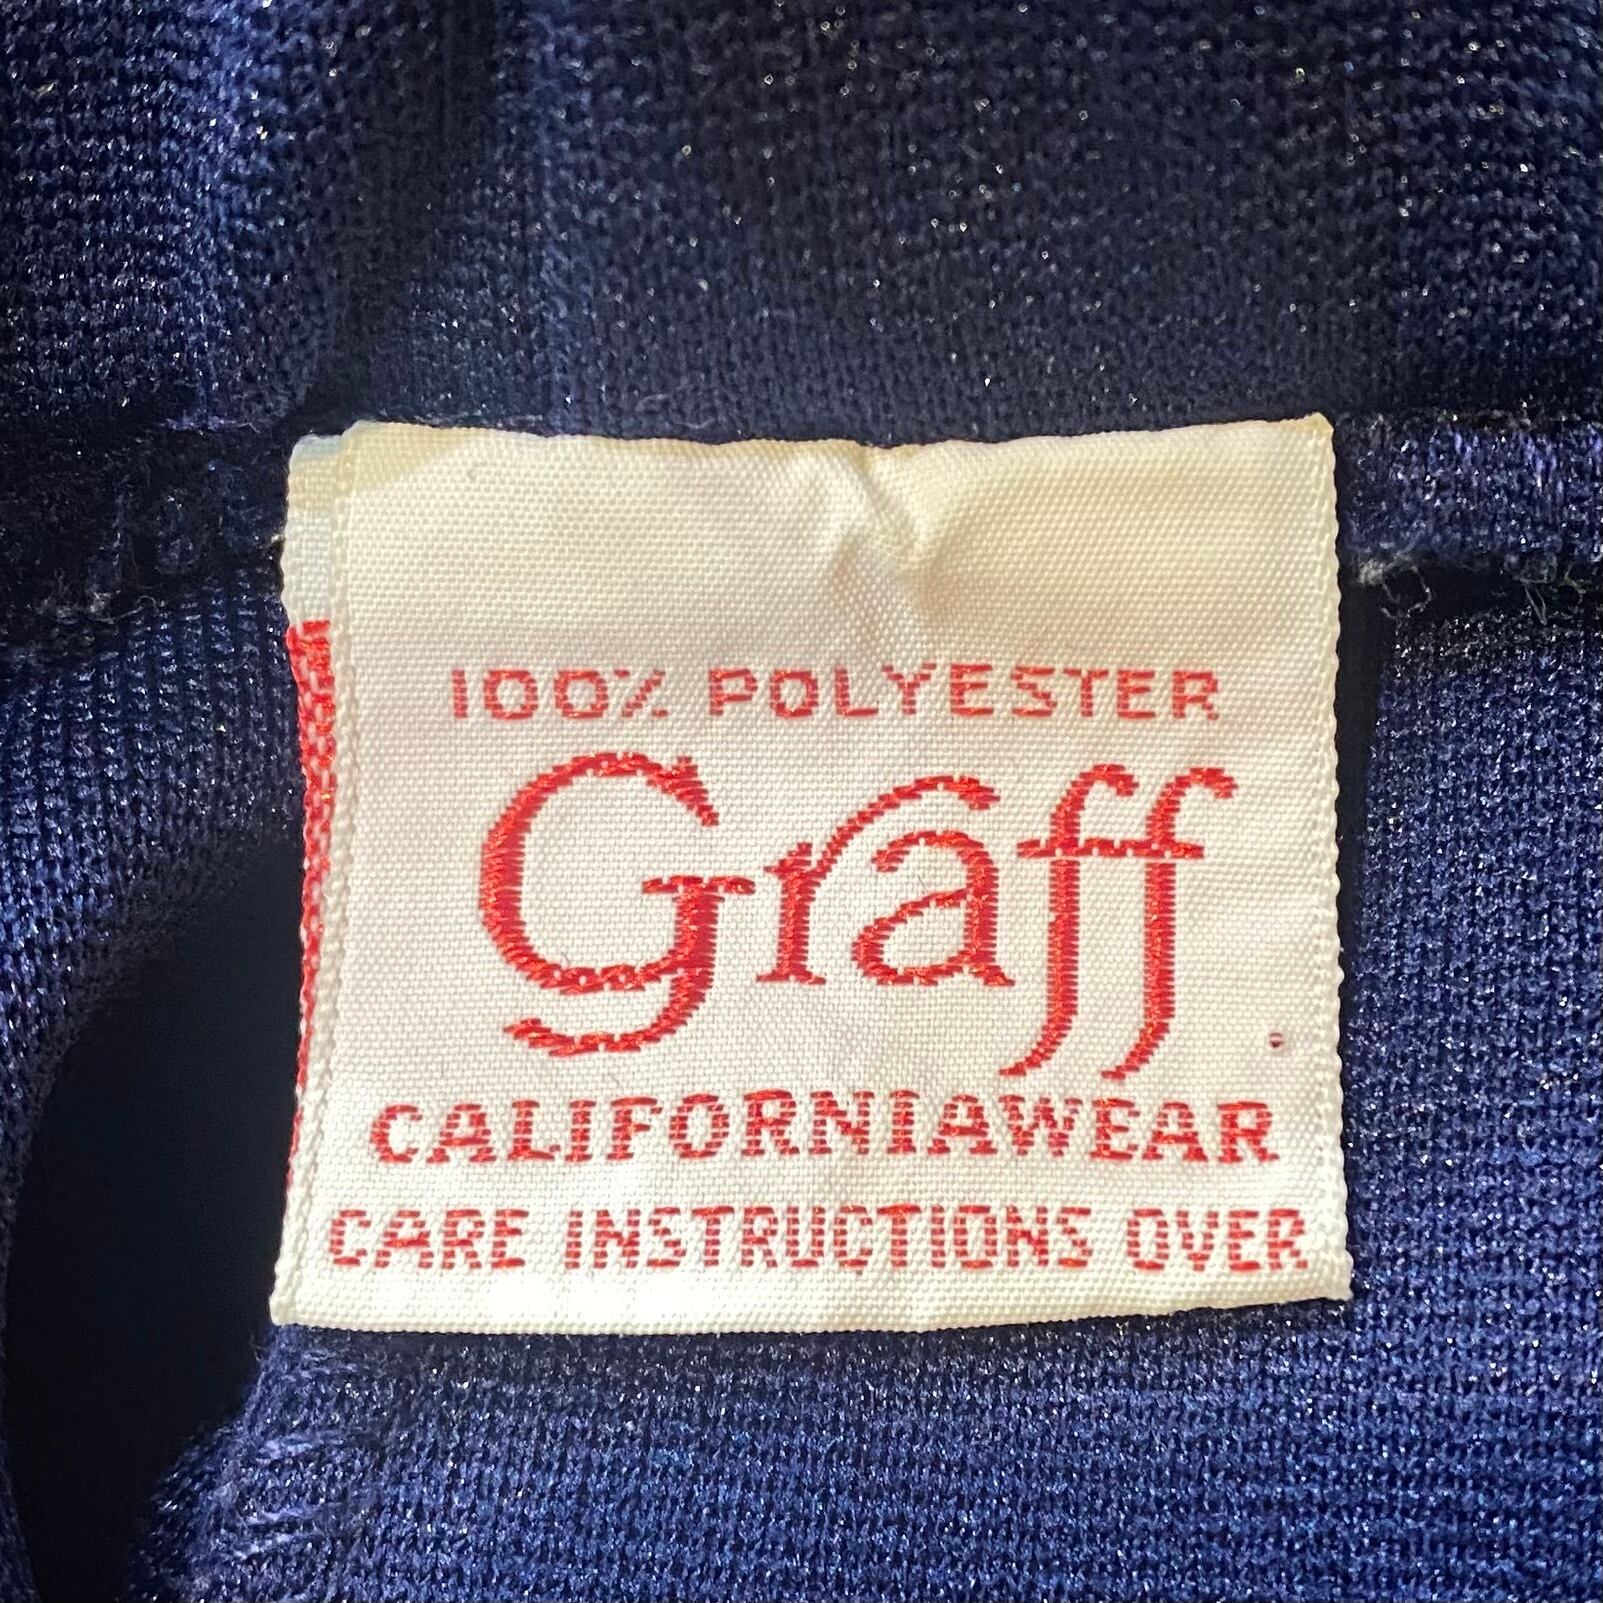 100% POLYESTER
Graff
CALIFORNIAWEAR
CARE INSTRUCTIONS OVER